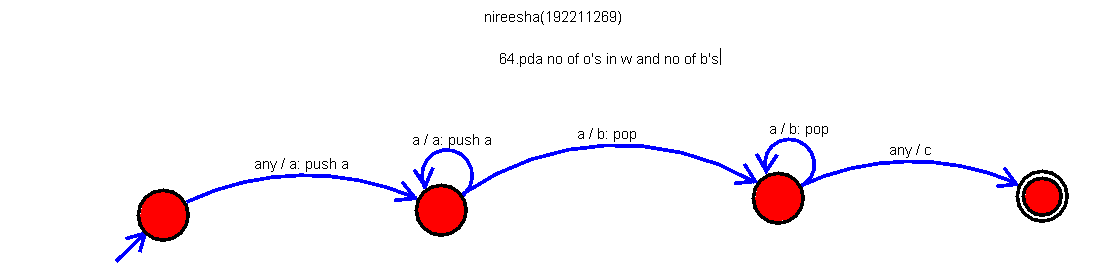 nireesha(192211269)
64.pda no of o's in w and no of b's
a / a: push a
a / b: pop
a / b: pop
any / a: push a
any / c